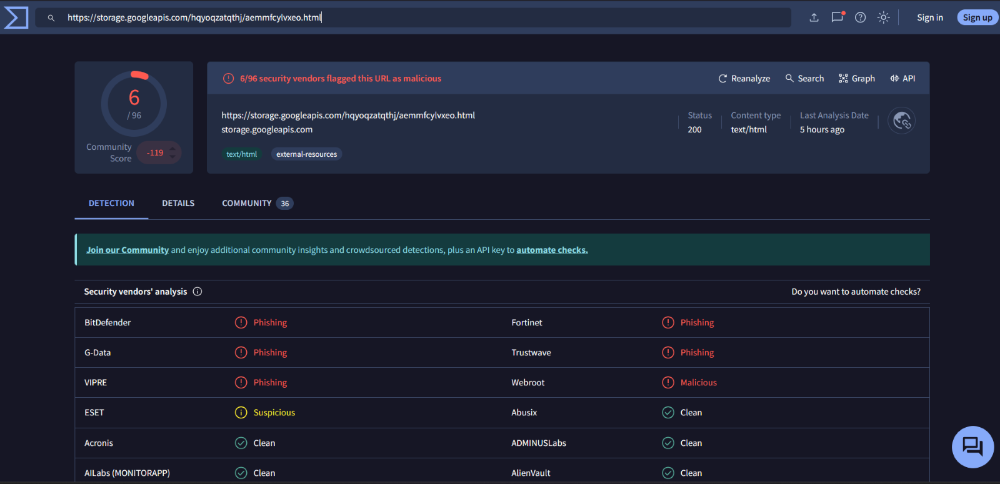 https://storage.googleapis.com/hqyoqzatqthj/aemmfcylvxeo.html
Sign in
Sign up
6
/ 96
Community
Score
-119
6/96 security vendors flagged this URL as malicious
Reanalyze
Search
Graph
API
https://storage.googleapis.com/hqyoqzatqthj/aemmfcylvxeo.html
storage.googleapis.com
text/html
external-resources
Status
200
Content type
text/html
Last Analysis Date
5 hours ago
DETECTION
DETAILS
COMMUNITY 36
Join our Community and enjoy additional community insights and crowdsourced detections, plus an API key to automate checks.
Security vendors' analysis
Do you want to automate checks?
BitDefender Phishing Fortinet Phishing
G-Data Phishing Trustwave Phishing
VIPRE Phishing Webroot Malicious
ESET Suspicious Abusix Clean
Acronis Clean ADMINUSLabs Clean
AILabs (MONITORAPP) Clean AlienVault Clean